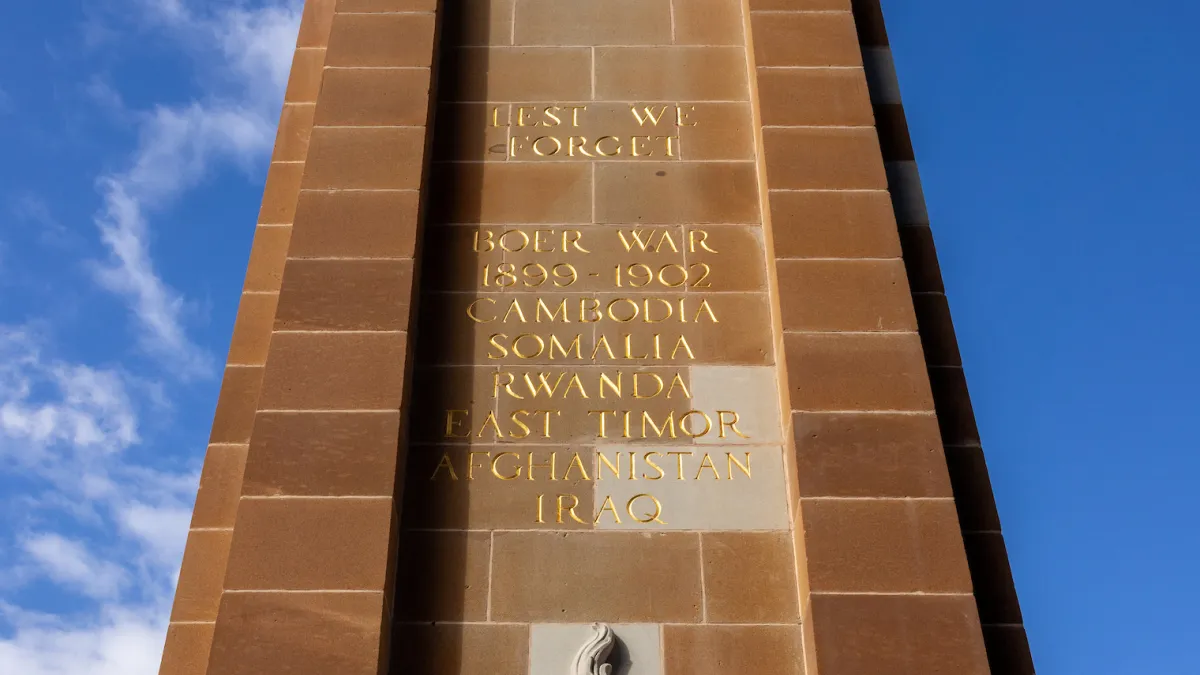 LEST WE
FORGET
BOER WAR
1899 - 1902
CAMBODIA
SOMALIA
RWANDA
EAST TIMOR
AFGHANISTAN
IRAQ